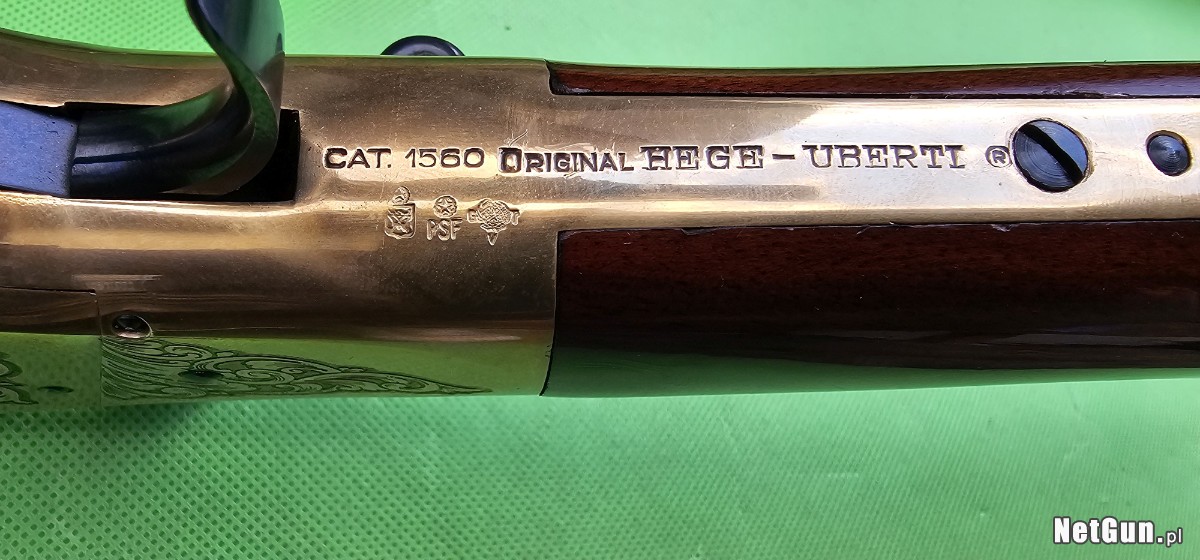 CAT. 1560 ORIGINAL HEGE - UBERTI ®
PSF
NetGun.pl